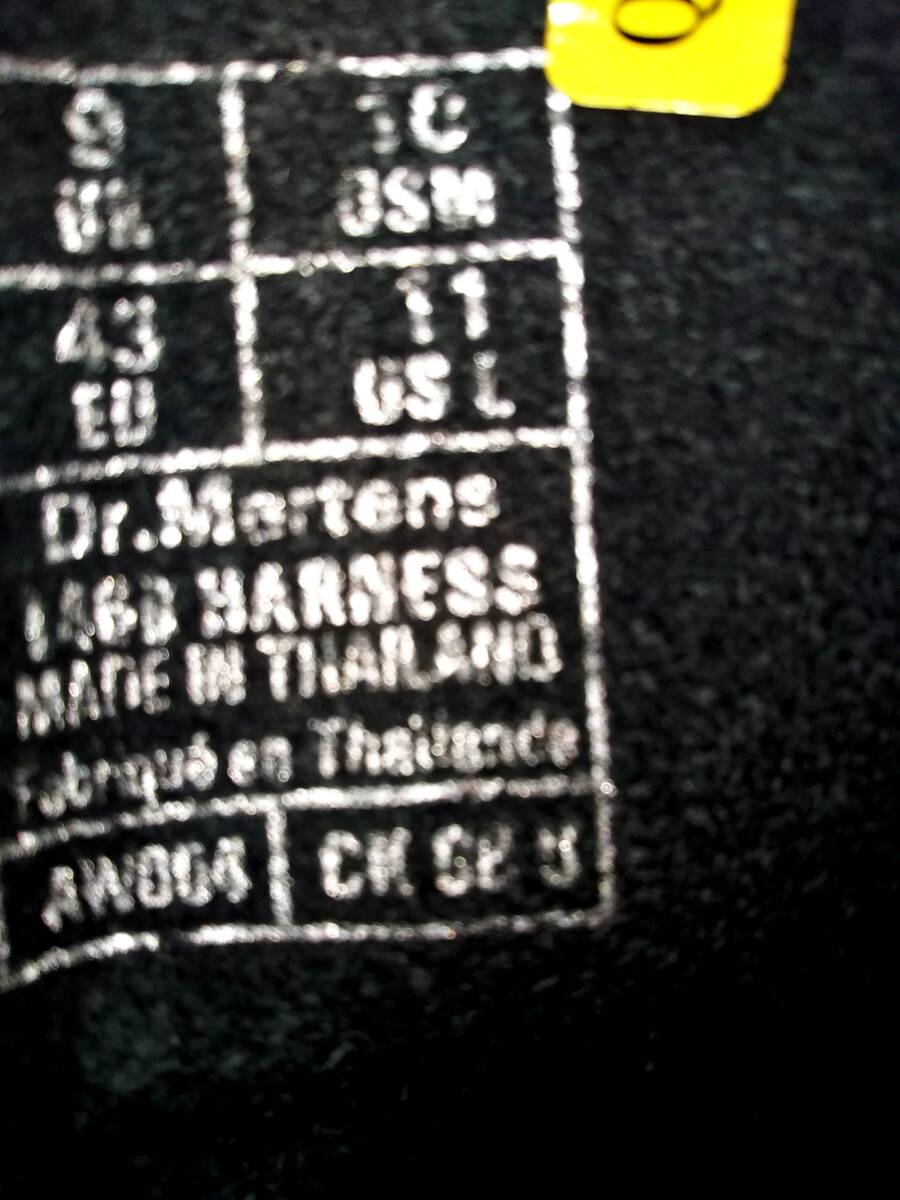 9
UK
10
USM
43
EU
11
US L
Dr.Martens
1460 HARNESS
MADE IN THAILAND
Fabriqué en Thaïlande
AW004
CK